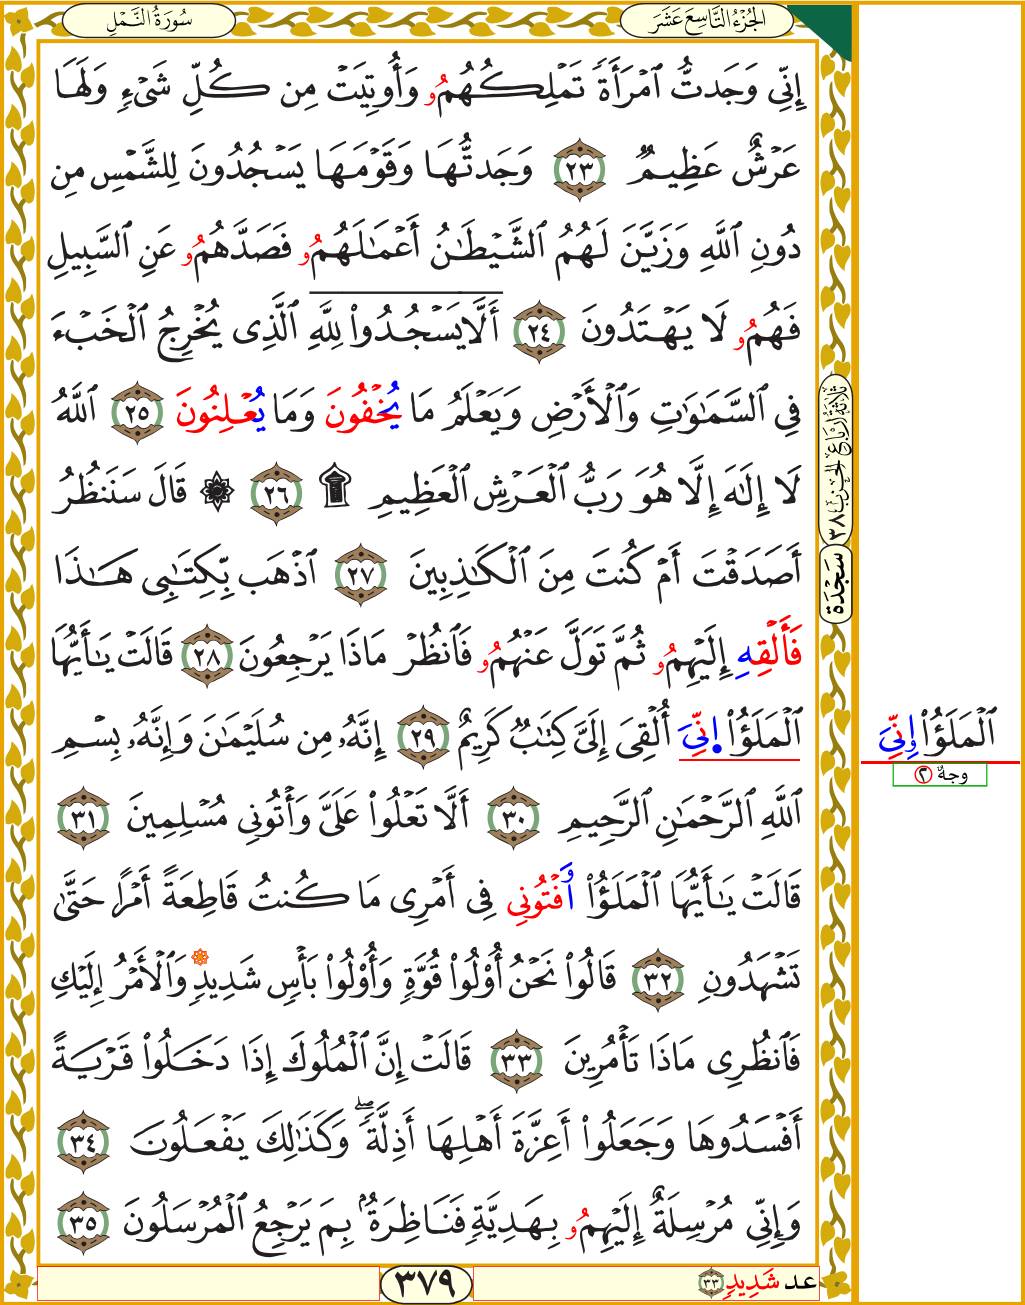 سُورَةُ النَّمْلِ
الجُزْءُ التَّاسِعَ عَشَرَ
إِنِّي وَجَدتُّ ٱمْرَأَةٗ تَمْلِكُهُمُۥ وَأُوتِيَتْ مِن كُلِّ شَيْءٖ وَلَهَا
عَرْشٌ عَظِيمٞ ٢٣ وَجَدتُّهَا وَقَوْمَهَا يَسْجُدُونَ لِلشَّمْسِ مِن
دُونِ ٱللَّهِ وَزَيَّنَ لَهُمُ ٱلشَّيْطَٰنُ أَعْمَٰلَهُمُۥ فَصَدَّهُمُۥ عَنِ ٱلسَّبِيلِ
فَهُمُۥ لَا يَهْتَدُونَ ٢٤ أَلَّا يَسْجُدُواْ لِلَّهِ ٱلَّذِي يُخْرِجُ ٱلْخَبْءَ
فِي ٱلسَّمَٰوَٰتِ وَٱلْأَرْضِ وَيَعْلَمُ مَا يُخْفُونَ وَمَا يُعْلِنُونَ ٢٥ ٱللَّهُ
لَا إِلَٰهَ إِلَّا هُوَ رَبُّ ٱلْعَرْشِ ٱلْعَظِيمِ ۩ ٢٦ ۞ قَالَ سَنَنظُرُ
أَصَدَقْتَ أَمْ كُنتَ مِنَ ٱلْكَٰذِبِينَ ٢٧ ٱذْهَب بِّكِتَٰبِي هَٰذَا
فَأَلْقِهِ إِلَيْهِمُۥ ثُمَّ تَوَلَّ عَنْهُمُۥ فَٱنظُرْ مَاذَا يَرْجِعُونَ ٢٨ قَالَتْ يَٰأَيُّهَا
ٱلْمَلَؤُاْ اِنِّيَ أُلْقِيَ إِلَيَّ كِتَٰبٞ كَرِيمٌ ٢٩ إِنَّهُۥ مِن سُلَيْمَٰنَ وَإِنَّهُۥ بِسْمِ
ٱلْمَلَؤُاْ إِنِّيَ
وجهٌ ٢
ٱللَّهِ ٱلرَّحْمَٰنِ ٱلرَّحِيمِ ٣٠ أَلَّا تَعْلُواْ عَلَيَّ وَأْتُونِي مُسْلِمِينَ ٣١
قَالَتْ يَٰأَيُّهَا ٱلْمَلَؤُاْ وَفْتُونِي فِي أَمْرِي مَا كُنتُ قَاطِعَةً أَمْرًا حَتَّىٰ
تَشْهَدُونِ ٣٢ قَالُواْ نَحْنُ أُوْلُواْ قُوَّةٖ وَأُوْلُواْ بَأْسٖ شَدِيدٖ وَٱلْأَمْرُ إِلَيْكِ
فَٱنظُرِي مَاذَا تَأْمُرِينَ ٣٣ قَالَتْ إِنَّ ٱلْمُلُوكَ إِذَا دَخَلُواْ قَرْيَةً
أَفْسَدُوهَا وَجَعَلُواْ أَعِزَّةَ أَهْلِهَا أَذِلَّةٗۖ وَكَذَٰلِكَ يَفْعَلُونَ ٣٤
وَإِنِّي مُرْسِلَةٌ إِلَيْهِمُۥ بِهَدِيَّةٖ فَنَاظِرَةُۢ بِمَ يَرْجِعُ ٱلْمُرْسَلُونَ ٣٥
ثَلَاثَةُ أَرْبَاعِ الحِزْبِ ٣٨
سَجْدَة
عد شَدِيدٖ ٣٣
٣٧٩